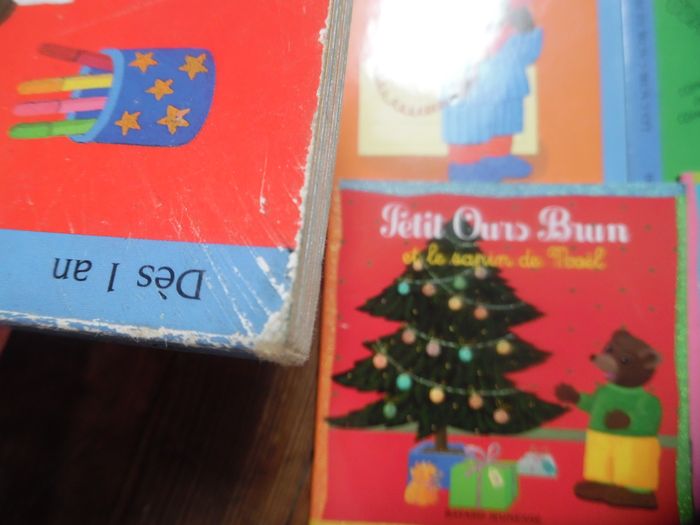 Dès 1 an
Petit Ours Brun
et le sapin de Noël